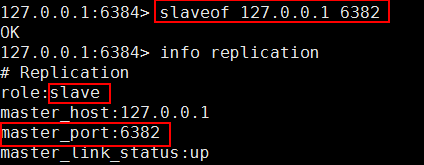 127.0.0.1:6384> slaveof 127.0.0.1 6382
OK
127.0.0.1:6384> info replication
# Replication
role:slave
master_host:127.0.0.1
master_port:6382
master_link_status:up